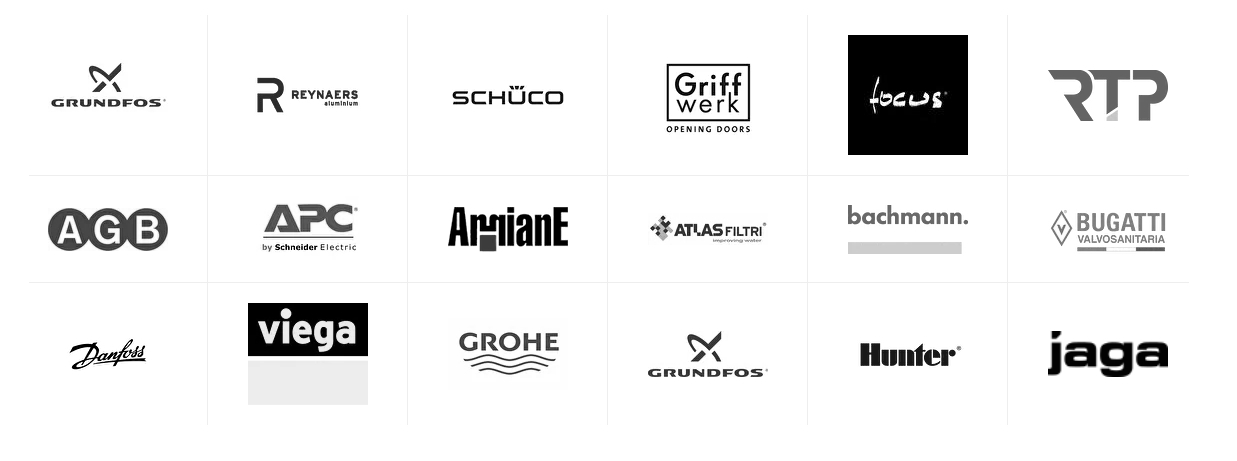 GRUNDFOS
REYNAERS
aluminium
SCHÜCO
Griff
werk
OPENING DOORS
focus®
RTP
AGB
APC®
by Schneider Electric
ArgianE
ATLAS FILTRI®
improving water
bachmann.
BUGATTI
VALVOSANITARIA
Danfoss
viega
GROHE
GRUNDFOS
Hunter®
jaga